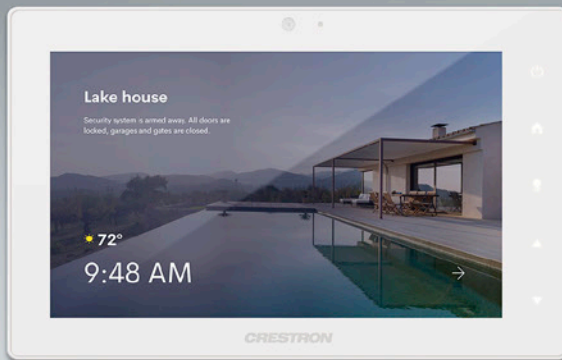 Lake house
Security system is armed away. All doors are
locked, garages and gates are closed.
72°
9:48 AM
CRESTRON